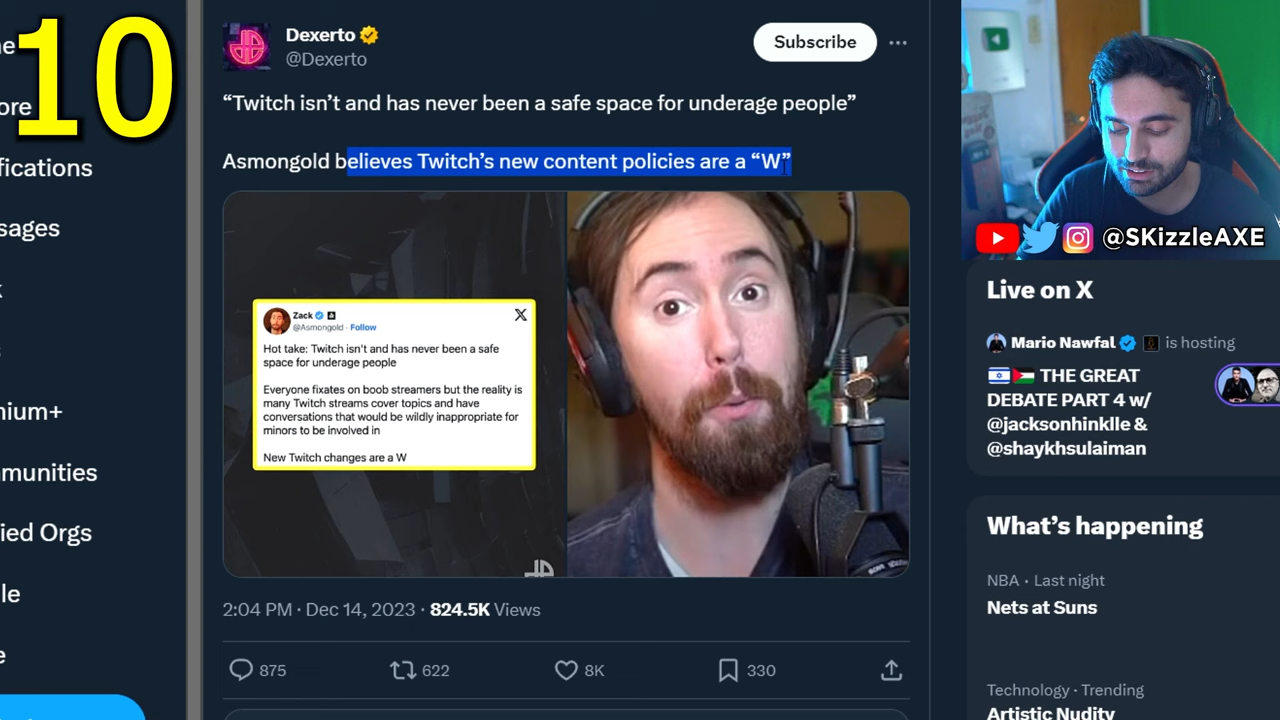 10
ore
fications
sages
mium+
mmunities
ied Orgs
le
e
Dexerto
@Dexerto
Subscribe
“Twitch isn’t and has never been a safe space for underage people”
Asmongold believes Twitch’s new content policies are a “W”
Zack
@Asmongold · Follow
Hot take: Twitch isn't and has never been a safe
space for underage people
Everyone fixates on boob streamers but the reality is
many Twitch streams cover topics and have
conversations that would be wildly inappropriate for
minors to be involved in
New Twitch changes are a W
2:04 PM · Dec 14, 2023 · 824.5K Views
875
622
8K
330
@SKizzleAXE
Live on X
Mario Nawfal is hosting
THE GREAT
DEBATE PART 4 w/
@jacksonhinklle &
@shaykhsulaiman
What’s happening
NBA · Last night
Nets at Suns
Technology · Trending
Artistic Nudity